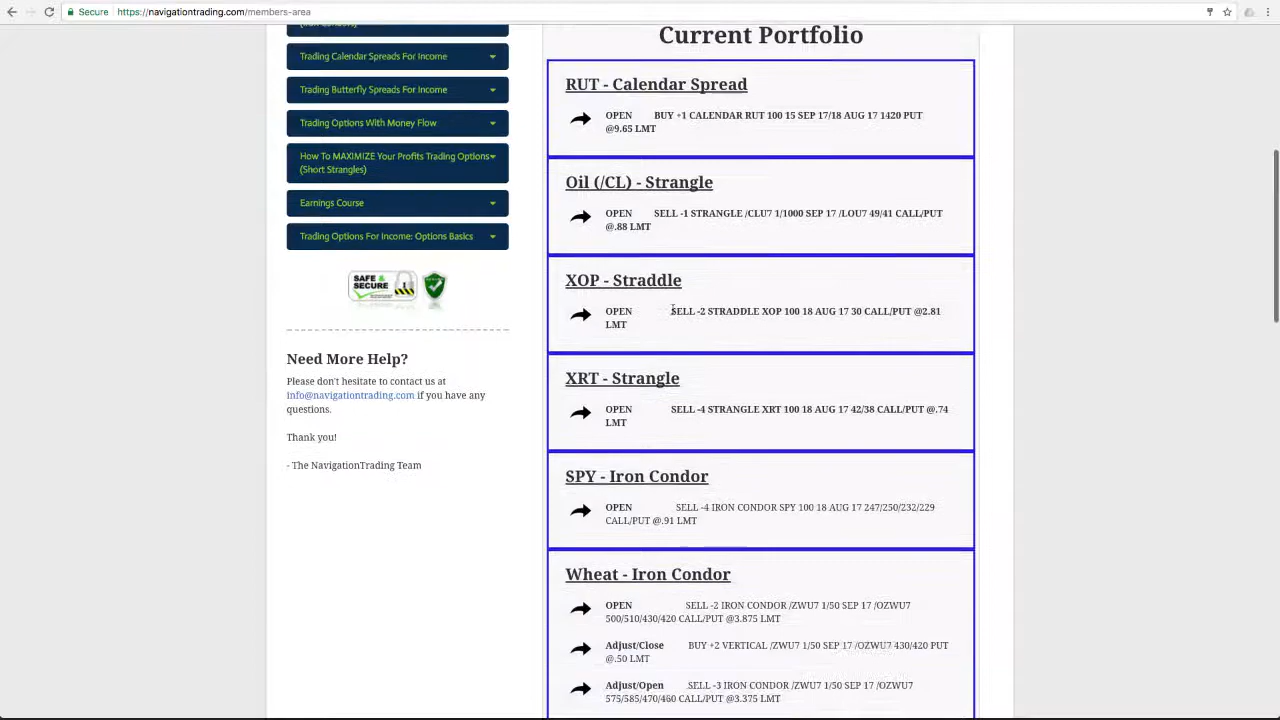 Secure
https://navigationtrading.com/members-area
Trading Calendar Spreads For Income
Trading Butterfly Spreads For Income
Trading Options With Money Flow
How To MAXIMIZE Your Profits Trading Options
(Short Strangles)
Earnings Course
Trading Options For Income: Options Basics
SAFE &
SECURE
Need More Help?
Please don't hesitate to contact us at
info@navigationtrading.com if you have any
questions.
Thank you!
- The NavigationTrading Team
Current Portfolio
RUT - Calendar Spread
OPEN BUY +1 CALENDAR RUT 100 15 SEP 17/18 AUG 17 1420 PUT
@9.65 LMT
Oil (/CL) - Strangle
OPEN SELL -1 STRANGLE /CLU7 1/1000 SEP 17 /LOU7 49/41 CALL/PUT
@.88 LMT
XOP - Straddle
OPEN SELL -2 STRADDLE XOP 100 18 AUG 17 30 CALL/PUT @2.81
LMT
XRT - Strangle
OPEN SELL -4 STRANGLE XRT 100 18 AUG 17 42/38 CALL/PUT @.74
LMT
SPY - Iron Condor
OPEN SELL -4 IRON CONDOR SPY 100 18 AUG 17 247/250/232/229
CALL/PUT @.91 LMT
Wheat - Iron Condor
OPEN SELL -2 IRON CONDOR /ZWU7 1/50 SEP 17 /OZWU7
500/510/430/420 CALL/PUT @3.875 LMT
Adjust/Close BUY +2 VERTICAL /ZWU7 1/50 SEP 17 /OZWU7 430/420 PUT
@.50 LMT
Adjust/Open SELL -3 IRON CONDOR /ZWU7 1/50 SEP 17 /OZWU7
575/585/470/460 CALL/PUT @3.375 LMT